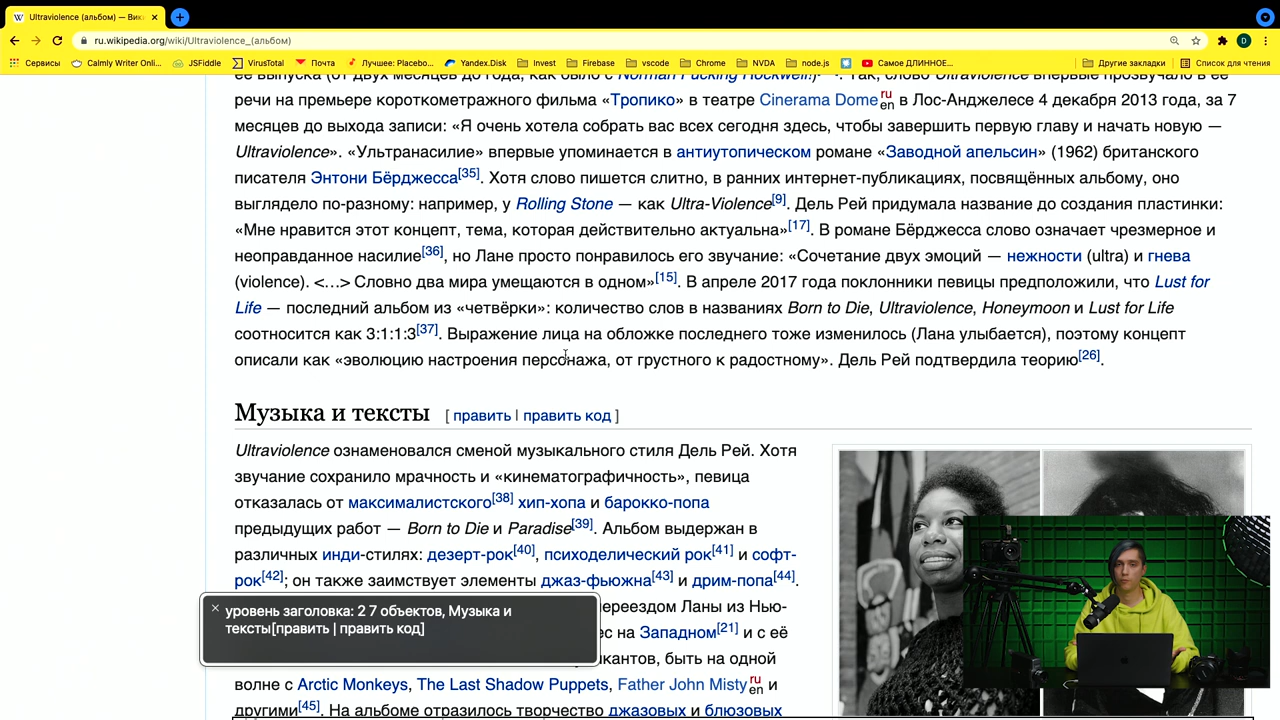 Ultraviolence (альбом) — Вик
ru.wikipedia.org/wiki/Ultraviolence_(альбом)
D
Сервисы
Calmly Writer Onli...
JSFiddle
VirusTotal
Почта
Лучшее: Placebo...
Yandex.Disk
Invest
Firebase
vscode
Chrome
NVDA
node.js
Самое ДЛИННОЕ...
Другие закладки
Список для чтения
её выпуска (от двух месяцев до года, как было с Norman Fucking Rockwell!) . Так, слово Ultraviolence впервые прозвучало в её
речи на премьере короткометражного фильма «Тропико» в театре Cinerama Dome ru en в Лос-Анджелесе 4 декабря 2013 года, за 7
месяцев до выхода записи: «Я очень хотела собрать вас всех сегодня здесь, чтобы завершить первую главу и начать новую —
Ultraviolence». «Ультранасилие» впервые упоминается в антиутопическом романе «Заводной апельсин» (1962) британского
писателя Энтони Бёрджесса[35]. Хотя слово пишется слитно, в ранних интернет-публикациях, посвящённых альбому, оно
выглядело по-разному: например, у Rolling Stone — как Ultra-Violence[9]. Дель Рей придумала название до создания пластинки:
«Мне нравится этот концепт, тема, которая действительно актуальна»[17]. В романе Бёрджесса слово означает чрезмерное и
неоправданное насилие[36], но Лане просто понравилось его звучание: «Сочетание двух эмоций — нежности (ultra) и гнева
(violence). <…> Словно два мира умещаются в одном»[15]. В апреле 2017 года поклонники певицы предположили, что Lust for
Life — последний альбом из «четвёрки»: количество слов в названиях Born to Die, Ultraviolence, Honeymoon и Lust for Life
соотносится как 3:1:1:3[37]. Выражение лица на обложке последнего тоже изменилось (Лана улыбается), поэтому концепт
описали как «эволюцию настроения персонажа, от грустного к радостному». Дель Рей подтвердила теорию[26].
Музыка и тексты [ править | править код ]
Ultraviolence ознаменовался сменой музыкального стиля Дель Рей. Хотя
звучание сохранило мрачность и «кинематографичность», певица
отказалась от максималистского[38] хип-хопа и барокко-попа
предыдущих работ — Born to Die и Paradise[39]. Альбом выдержан в
различных инди-стилях: дезерт-рок[40], психоделический рок[41] и софт-
рок[42]; он также заимствует элементы джаз-фьюжна[43] и дрим-попа[44].
переездом Ланы из Нью-
ес на Западном[21] и с её
ыкантов, быть на одной
волне с Arctic Monkeys, The Last Shadow Puppets, Father John Misty ru en и
другими[45]. На альбоме отразилось творчество джазовых и блюзовых
уровень заголовка: 2 7 объектов, Музыка и
тексты[править | править код]